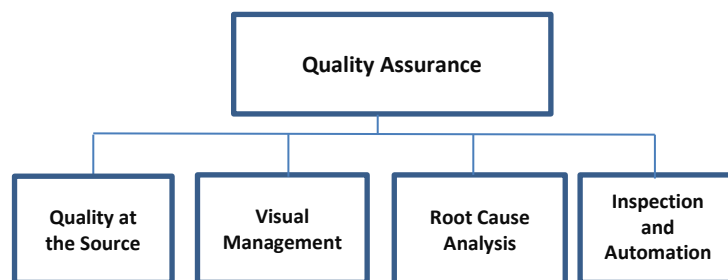 Quality Assurance
Quality at
the Source
Visual
Management
Root Cause
Analysis
Inspection
and
Automation